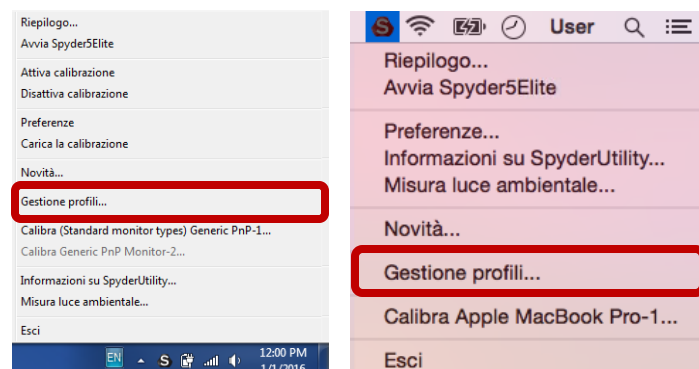 Riepilogo...
Avvia Spyder5Elite
Attiva calibrazione
Disattiva calibrazione
Preferenze
Carica la calibrazione
Novità...
Gestione profili...
Calibra (Standard monitor types) Generic PnP-1...
Calibra Generic PnP Monitor-2...
Informazioni su SpyderUtility...
Misura luce ambientale...
Esci
EN S 12:00 PM
1/1/2016
S User
Riepilogo...
Avvia Spyder5Elite
Preferenze...
Informazioni su SpyderUtility...
Misura luce ambientale...
Novità...
Gestione profili...
Calibra Apple MacBook Pro-1...
Esci